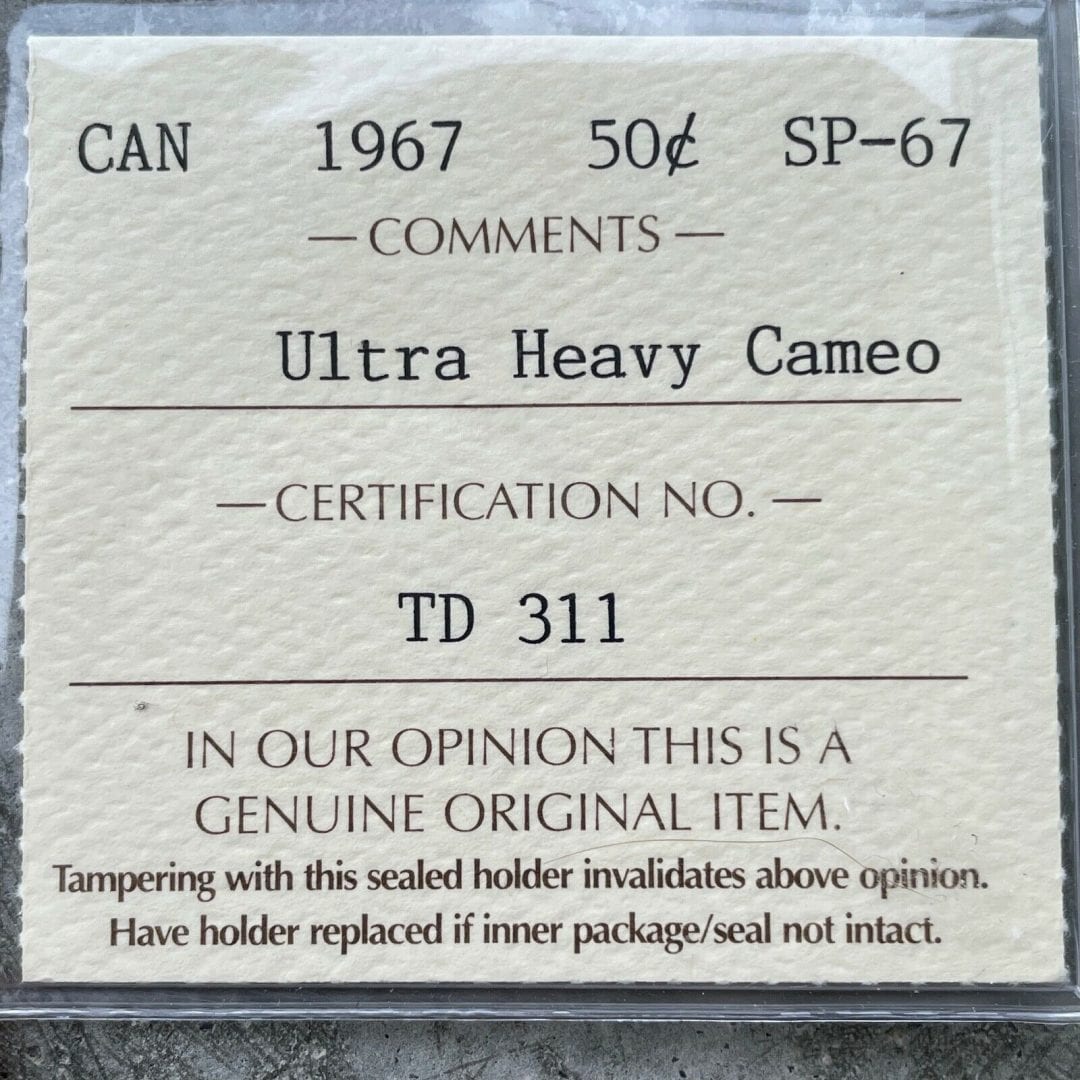 CAN 1967 50¢ SP-67
— COMMENTS —
Ultra Heavy Cameo
— CERTIFICATION NO. —
TD 311
IN OUR OPINION THIS IS A
GENUINE ORIGINAL ITEM.
Tampering with this sealed holder invalidates above opinion.
Have holder replaced if inner package/seal not intact.